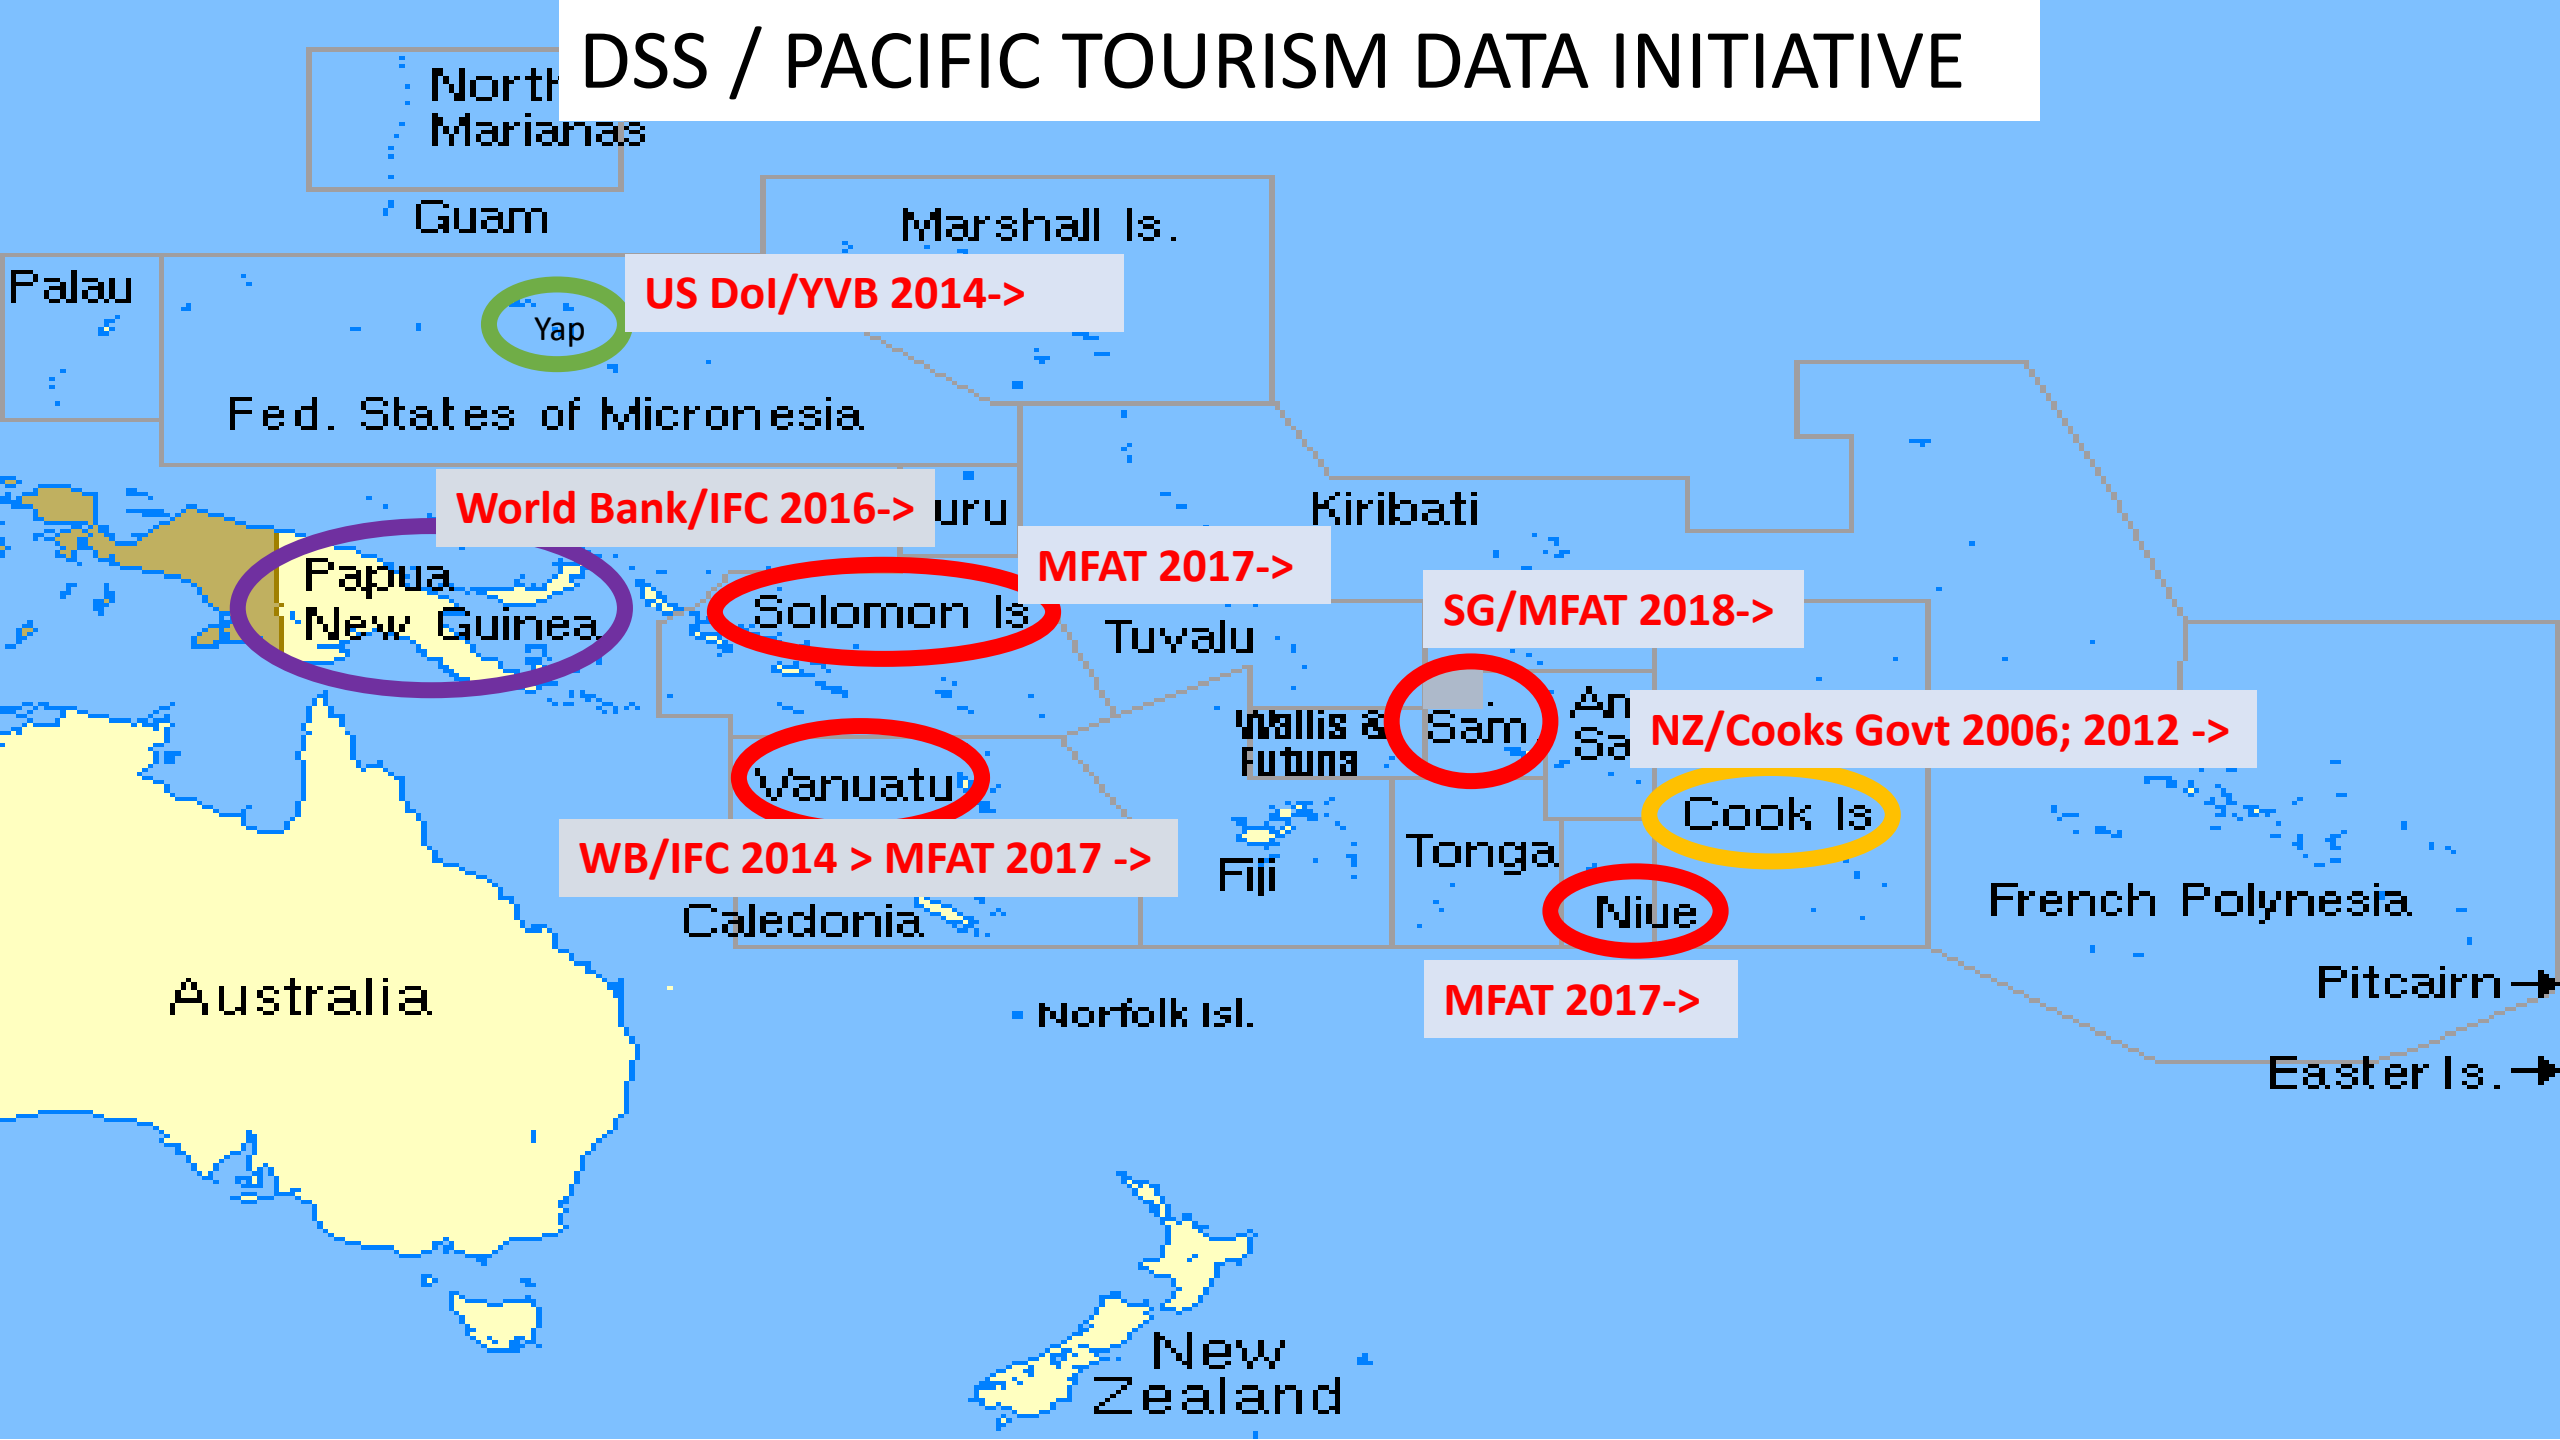 DSS / PACIFIC TOURISM DATA INITIATIVE
North
Marianas
Guam
Marshall Is.
Palau
US DoI/YVB 2014->
Yap
Fed. States of Micronesia
World Bank/IFC 2016->
uru
Kiribati
MFAT 2017->
Papua
New Guinea
Solomon Is
SG/MFAT 2018->
Tuvalu
Wallis &
Futuna
Sam
Am
Sa
NZ/Cooks Govt 2006; 2012 ->
Vanuatu
Cook Is
WB/IFC 2014 > MFAT 2017 ->
Fiji
Tonga
Niue
French Polynesia
Caledonia
MFAT 2017->
Pitcairn
Australia
Norfolk Isl.
Easter Is.
New
Zealand